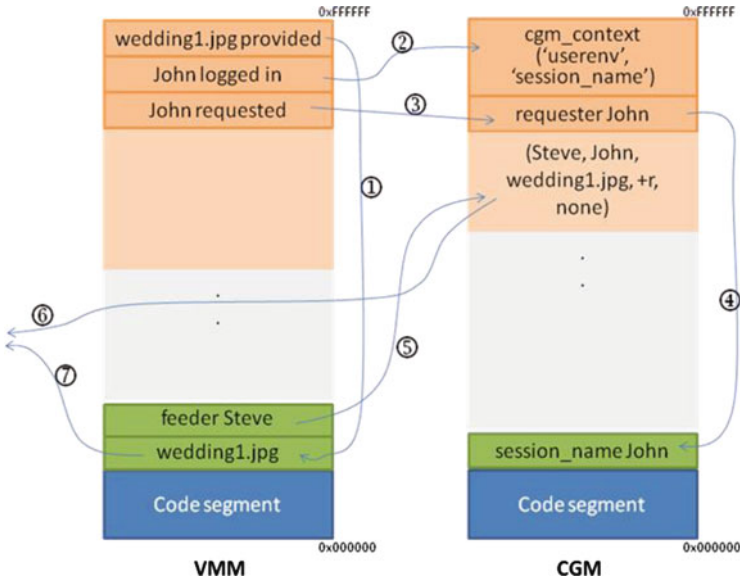 0xFFFFFF
wedding1.jpg provided
John logged in
John requested
①
⑥
⑦
feeder Steve
wedding1.jpg
Code segment
0x000000
VMM
②
③
⑤
0xFFFFFF
cgm_context
(‘userenv’,
‘session_name’)
requester John
(Steve, John,
wedding1.jpg, +r,
none)
④
session_name John
Code segment
0x000000
CGM